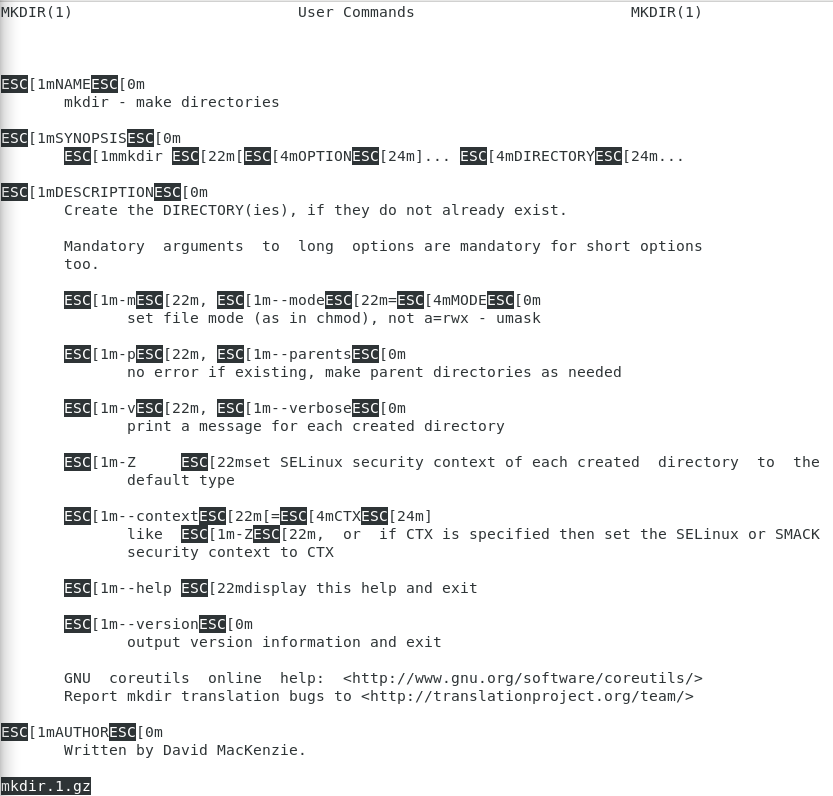 MKDIR(1)                         User Commands                        MKDIR(1)
ESC[1mNAMEESC[0m
       mkdir - make directories
ESC[1mSYNOPSISESC[0m
       ESC[1mmkdir ESC[22m[ESC[4mOPTIONESC[24m]... ESC[4mDIRECTORYESC[24m...
ESC[1mDESCRIPTIONESC[0m
       Create the DIRECTORY(ies), if they do not already exist.
       Mandatory  arguments  to  long  options are mandatory for short options
       too.
       ESC[1m-mESC[22m, ESC[1m--modeESC[22m=ESC[4mMODEESC[0m
              set file mode (as in chmod), not a=rwx - umask
       ESC[1m-pESC[22m, ESC[1m--parentsESC[0m
              no error if existing, make parent directories as needed
       ESC[1m-vESC[22m, ESC[1m--verboseESC[0m
              print a message for each created directory
       ESC[1m-Z     ESC[22mset SELinux security context of each created  directory  to  the
              default type
       ESC[1m--contextESC[22m[=ESC[4mCTXESC[24m]
              like  ESC[1m-ZESC[22m,  or  if CTX is specified then set the SELinux or SMACK
              security context to CTX
       ESC[1m--help ESC[22mdisplay this help and exit
       ESC[1m--versionESC[0m
              output version information and exit
       GNU  coreutils  online  help:  <http://www.gnu.org/software/coreutils/>
       Report mkdir translation bugs to <http://translationproject.org/team/>
ESC[1mAUTHORESC[0m
       Written by David MacKenzie.
mkdir.1.gz